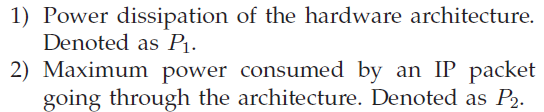 1) Power dissipation of the hardware architecture.
Denoted as P₁.
2) Maximum power consumed by an IP packet
going through the architecture. Denoted as P₂.